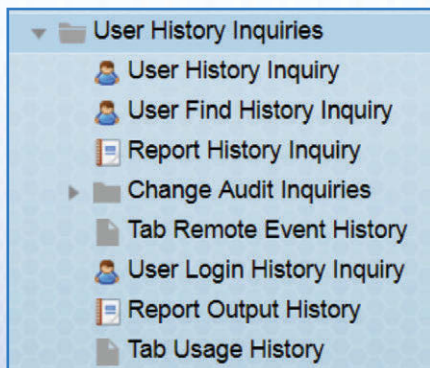 User History Inquiries
User History Inquiry
User Find History Inquiry
Report History Inquiry
Change Audit Inquiries
Tab Remote Event History
User Login History Inquiry
Report Output History
Tab Usage History